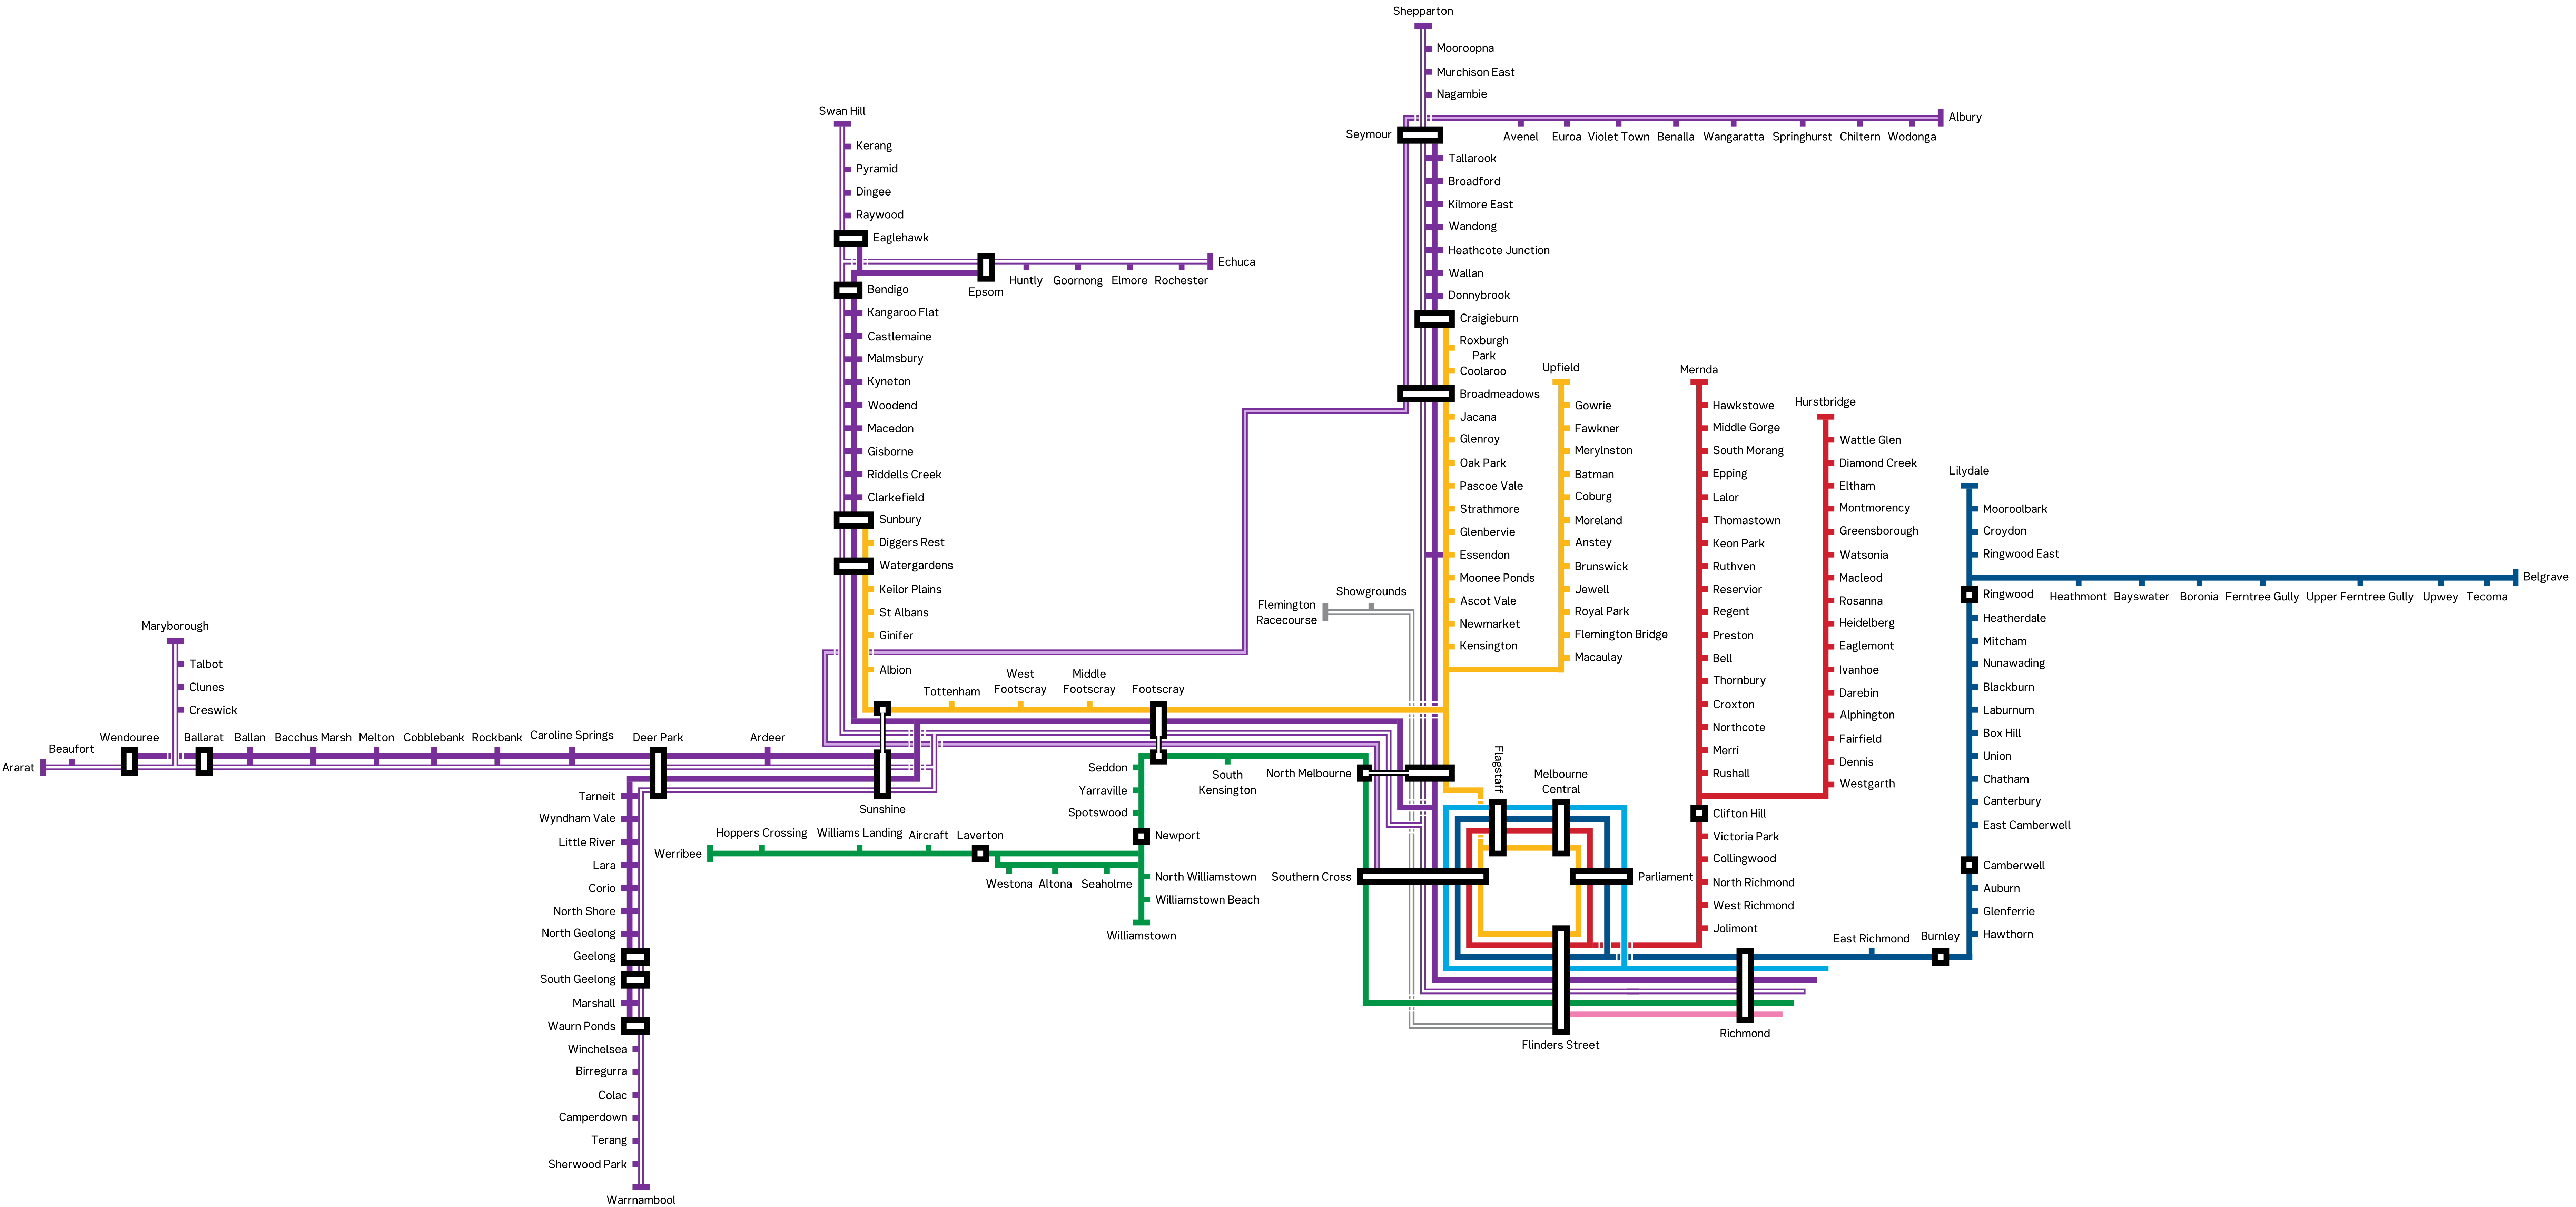 Shepparton
Mooroopna
Murchison East
Nagambie
Seymour
Albury
Avenel
Euroa
Violet Town
Benalla
Wangaratta
Springhurst
Chiltern
Wodonga
Tallarook
Broadford
Kilmore East
Wandong
Heathcote Junction
Wallan
Donnybrook
Craigieburn
Roxburgh
Park
Coolaroo
Broadmeadows
Jacana
Glenroy
Oak Park
Pascoe Vale
Strathmore
Glenbervie
Essendon
Moonee Ponds
Ascot Vale
Newmarket
Kensington
Swan Hill
Kerang
Pyramid
Dingee
Raywood
Eaglehawk
Echuca
Epsom
Huntly
Goornong
Elmore
Rochester
Bendigo
Kangaroo Flat
Castlemaine
Malmsbury
Kyneton
Woodend
Macedon
Gisborne
Riddells Creek
Clarkefield
Sunbury
Diggers Rest
Watergardens
Keilor Plains
St Albans
Ginifer
Albion
Upfield
Gowrie
Fawkner
Merylnston
Batman
Coburg
Moreland
Anstey
Brunswick
Jewell
Royal Park
Flemington Bridge
Macaulay
Mernda
Hawkstowe
Middle Gorge
South Morang
Epping
Lalor
Thomastown
Keon Park
Ruthven
Reservior
Regent
Preston
Bell
Thornbury
Croxton
Northcote
Merri
Rushall
Clifton Hill
Victoria Park
Collingwood
North Richmond
West Richmond
Jolimont
Hurstbridge
Wattle Glen
Diamond Creek
Eltham
Montmorency
Greensborough
Watsonia
Macleod
Rosanna
Heidelberg
Eaglemont
Ivanhoe
Darebin
Alphington
Fairfield
Dennis
Westgarth
Lilydale
Mooroolbark
Croydon
Ringwood East
Belgrave
Ringwood
Heathmont
Bayswater
Boronia
Ferntree Gully
Upper Ferntree Gully
Upwey
Tecoma
Heatherdale
Mitcham
Nunawading
Blackburn
Laburnum
Box Hill
Union
Chatham
Canterbury
East Camberwell
Camberwell
Auburn
Glenferrie
Hawthorn
Burnley
East Richmond
Showgrounds
Flemington
Racecourse
Maryborough
Talbot
Clunes
Creswick
Ararat
Beaufort
Wendouree
Ballarat
Ballan
Bacchus Marsh
Melton
Cobblebank
Rockbank
Caroline Springs
Deer Park
Ardeer
Sunshine
Tottenham
West
Footscray
Middle
Footscray
Footscray
Seddon
Yarraville
Spotswood
South
Kensington
North Melbourne
Flagstaff
Melbourne
Central
Southern Cross
Parliament
Flinders Street
Richmond
Newport
Werribee
Hoppers Crossing
Williams Landing
Aircraft
Laverton
Westona
Altona
Seaholme
North Williamstown
Williamstown Beach
Williamstown
Tarneit
Wyndham Vale
Little River
Lara
Corio
North Shore
North Geelong
Geelong
South Geelong
Marshall
Waurn Ponds
Winchelsea
Birregurra
Colac
Camperdown
Terang
Sherwood Park
Warrnambool